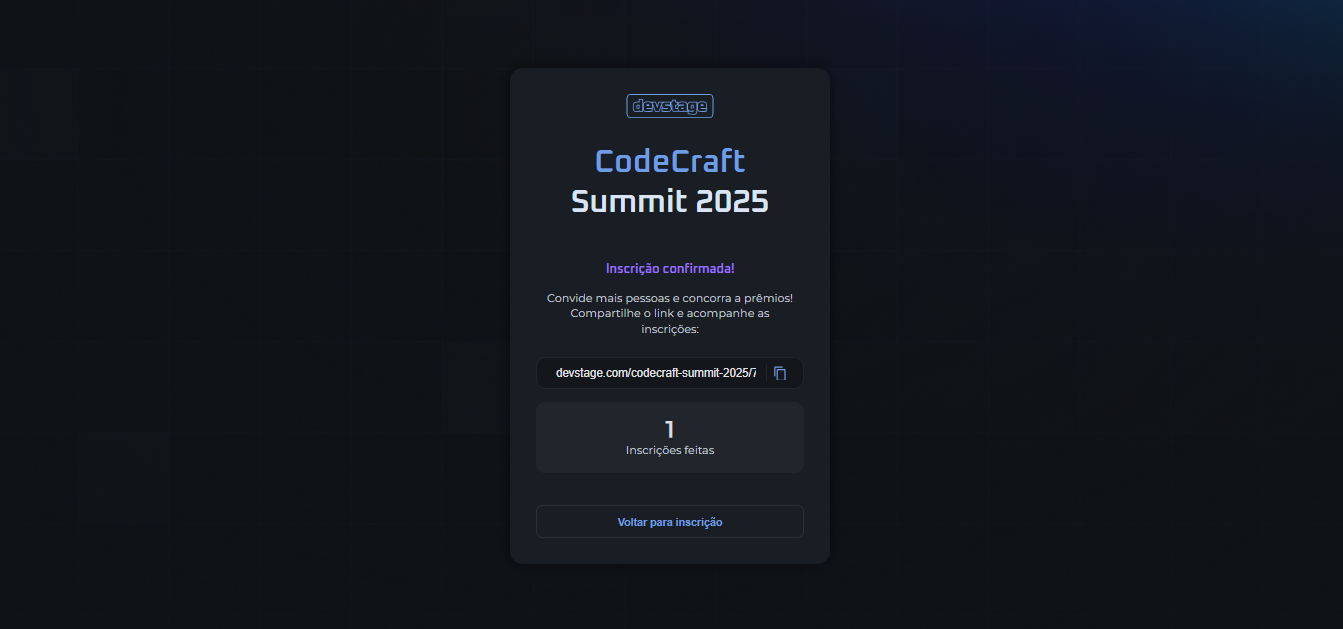 devstage
CodeCraft
Summit 2025
Inscrição confirmada!
Convide mais pessoas e concorra a prêmios!
Compartilhe o link e acompanhe as
inscrições:
devstage.com/codecraft-summit-2025/7
1
Inscrições feitas
Voltar para inscrição